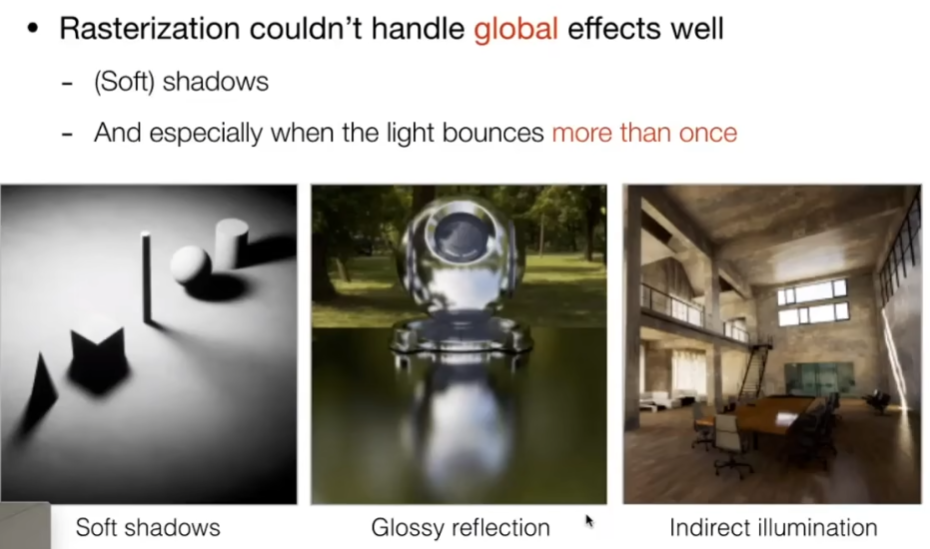 • Rasterization couldn’t handle global effects well
- (Soft) shadows
- And especially when the light bounces more than once
Soft shadows
Glossy reflection
Indirect illumination